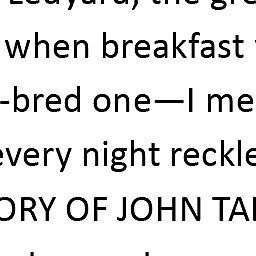 Ledyard, the gre
when breakfast
-bred one—I me
every night reckle
ORY OF JOHN TA